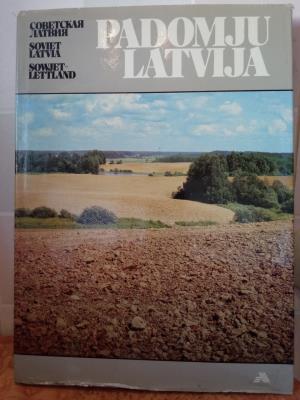 СОВЕТСКАЯ
ЛАТВИЯ
SOVIET
LATVIA
SOWJET-
LETTLAND
PADOMJU
LATVIJA